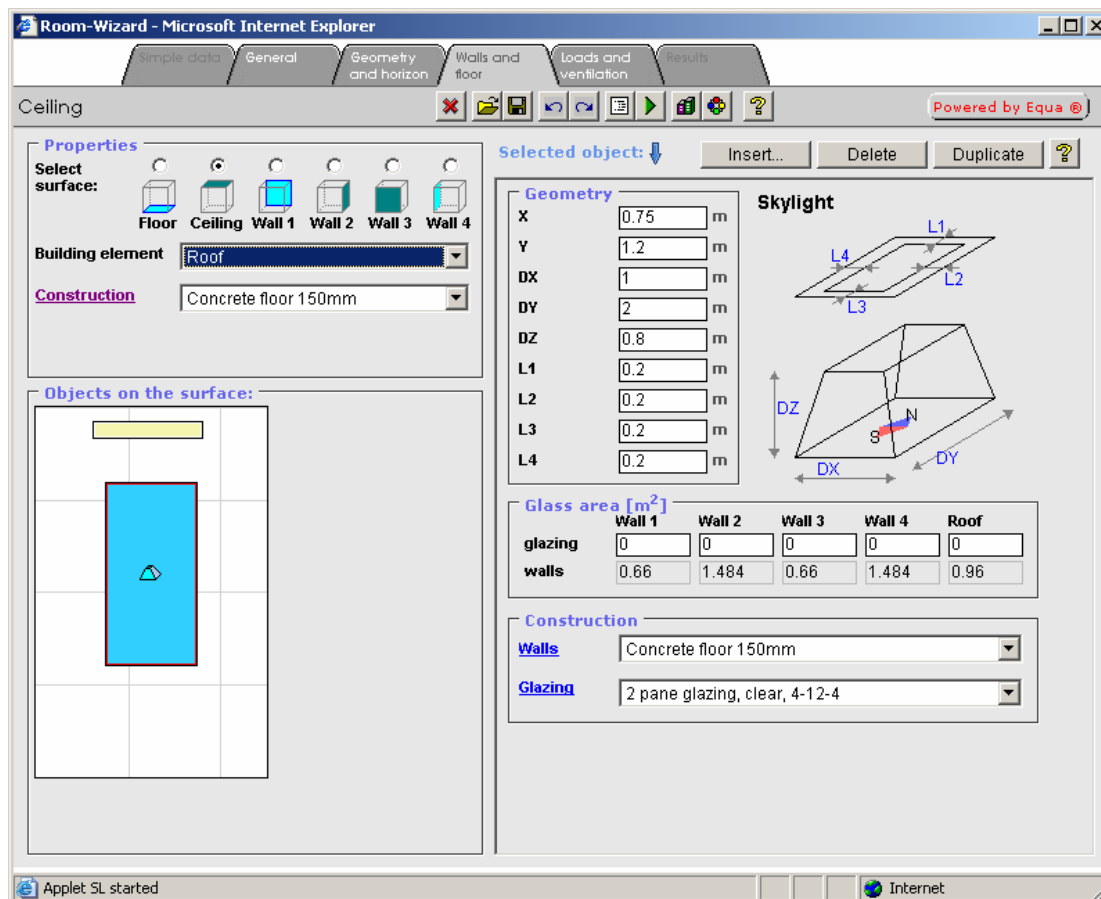 Room-Wizard - Microsoft Internet Explorer
Simple data
General
Geometry and horizon
Walls and floor
Loads and ventilation
Results
Ceiling
Powered by Equa ®
Properties
Select surface:
Floor Ceiling Wall 1 Wall 2 Wall 3 Wall 4
Building element Roof
Construction Concrete floor 150mm
Objects on the surface:
Selected object: Insert... Delete Duplicate ?
Geometry
X 0.75 m
Y 1.2 m
DX 1 m
DY 2 m
DZ 0.8 m
L1 0.2 m
L2 0.2 m
L3 0.2 m
L4 0.2 m
Skylight
L1
L4
L2
L3
DZ
N
S
DX
DY
Glass area [m²]
Wall 1 Wall 2 Wall 3 Wall 4 Roof
glazing 0 0 0 0 0
walls 0.66 1.484 0.66 1.484 0.96
Construction
Walls Concrete floor 150mm
Glazing 2 pane glazing, clear, 4-12-4
Applet SL started
Internet